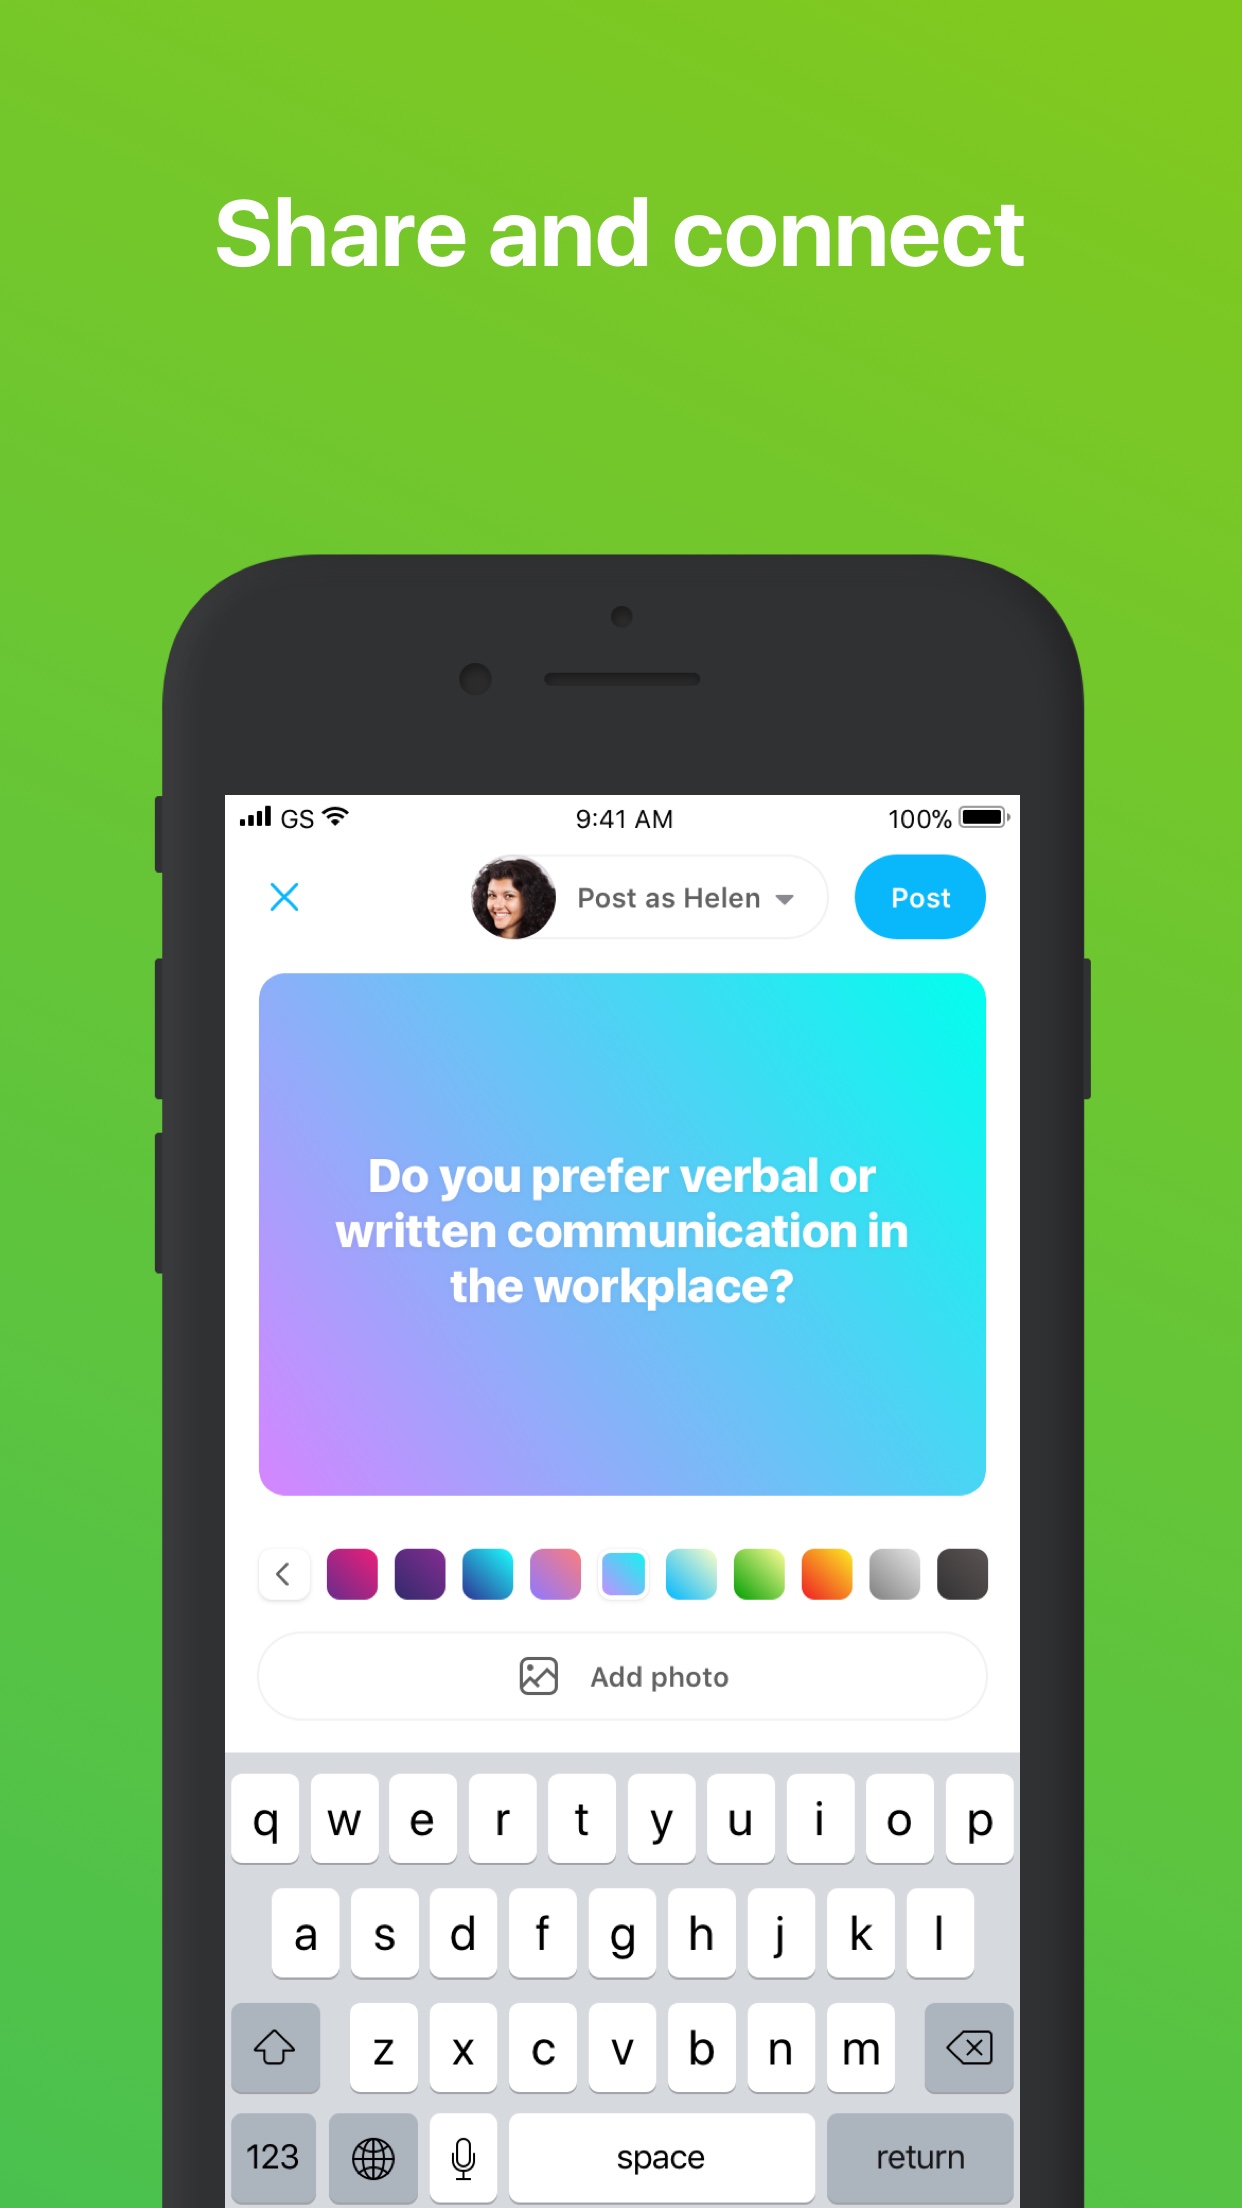 Share and connect
GS 9:41 AM 100%
Post as Helen Post
Do you prefer verbal or
written communication in
the workplace?
Add photo
q w e r t y u i o p
a s d f g h j k l
z x c v b n m
123 space return